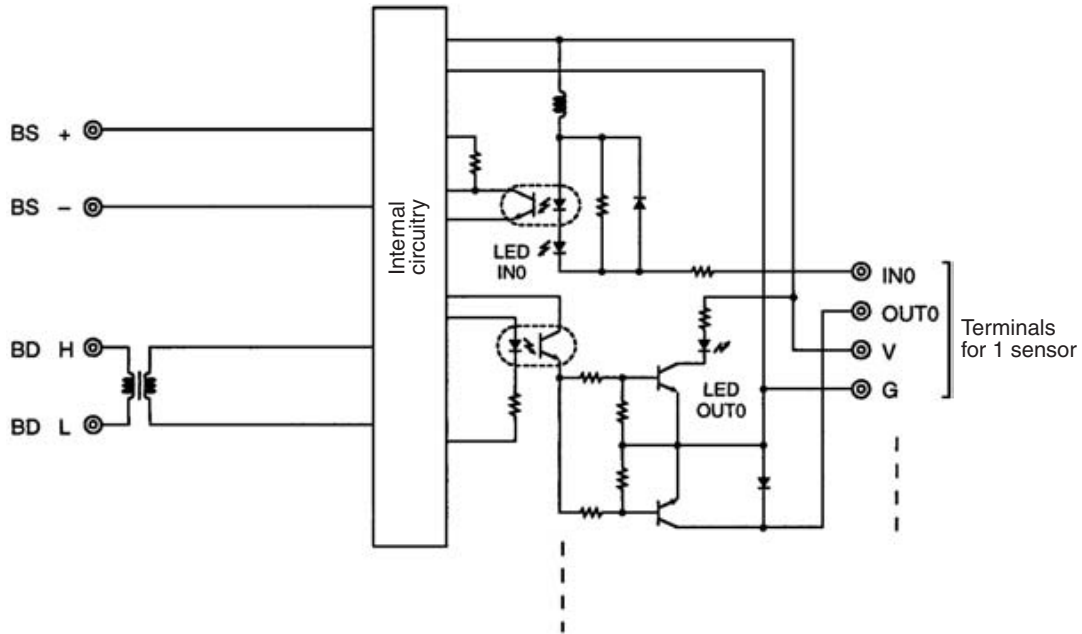 BS +
BS –
Internal
circuitry
LED
IN0
BD H
BD L
LED
OUT0
IN0
OUT0
V
G
Terminals
for 1 sensor